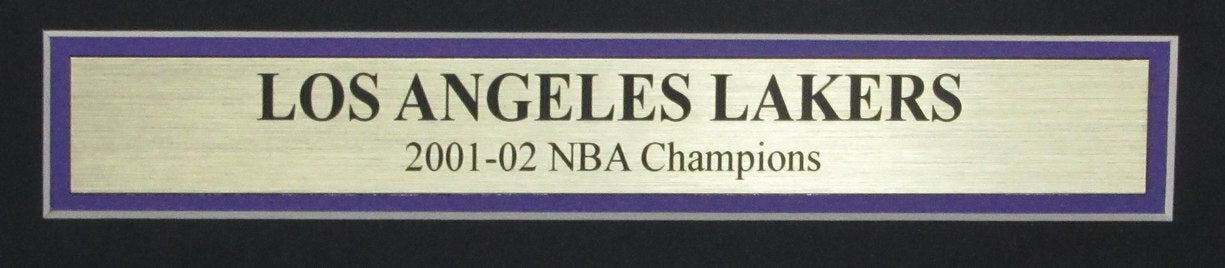 LOS ANGELES LAKERS
2001-02 NBA Champions